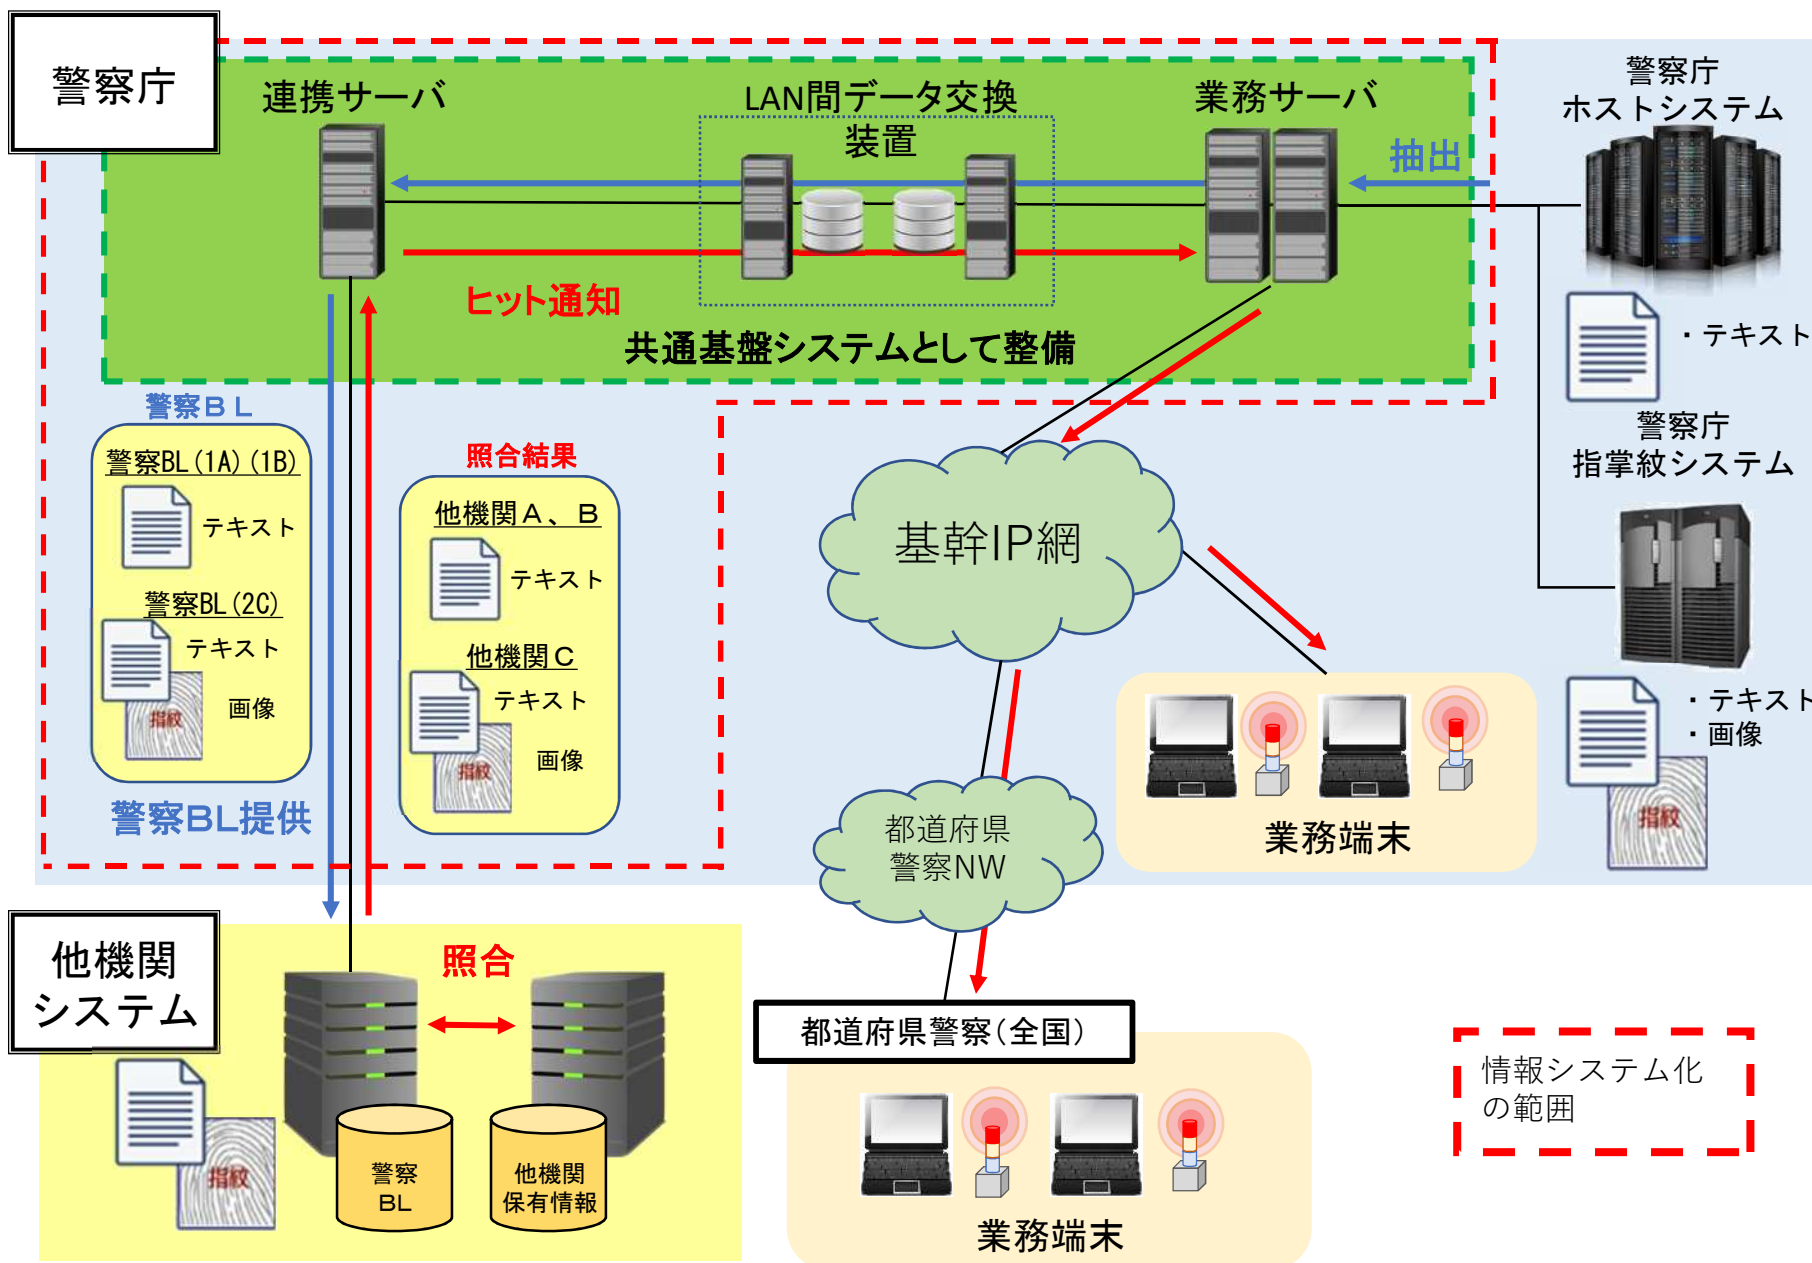 警察庁
連携サーバ
LAN間データ交換
装置
業務サーバ
抽出
警察庁
ホストシステム
・テキスト
ヒット通知
共通基盤システムとして整備
警察庁
指掌紋システム
・テキスト
・画像
指紋
警察BL
警察BL(1A)(1B)
テキスト
警察BL(2C)
テキスト
指紋
画像
警察BL提供
照合結果
他機関A、B
テキスト
他機関C
テキスト
指紋
画像
基幹IP網
都道府県
警察NW
業務端末
他機関
システム
照合
指紋
警察
BL
他機関
保有情報
都道府県警察(全国)
業務端末
情報システム化
の範囲